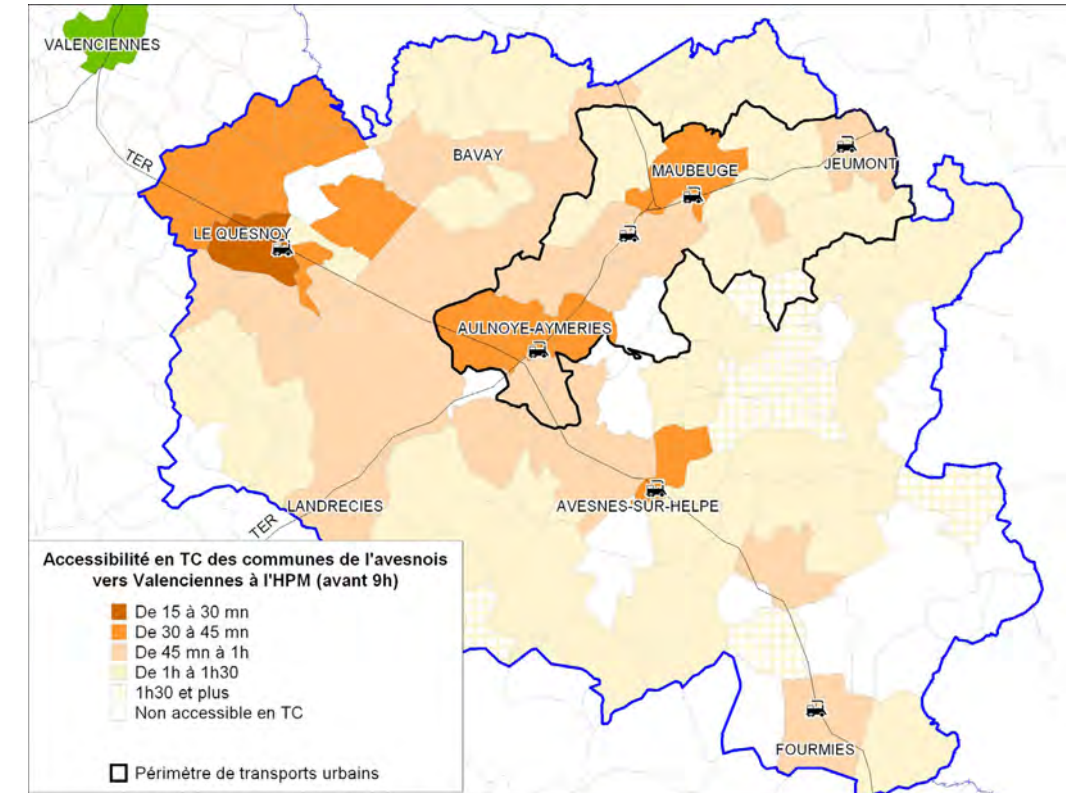 VALENCIENNES
TER
BAVAY
MAUBEUGE
JEUMONT
LE QUESNOY
AULNOYE-AYMERIES
LANDRECIES
AVESNES-SUR-HELPE
TER
FOURMIES
Accessibilité en TC des communes de l'avesnois
vers Valenciennes à l'HPM (avant 9h)
De 15 à 30 mn
De 30 à 45 mn
De 45 mn à 1h
De 1h à 1h30
1h30 et plus
Non accessible en TC
Périmètre de transports urbains